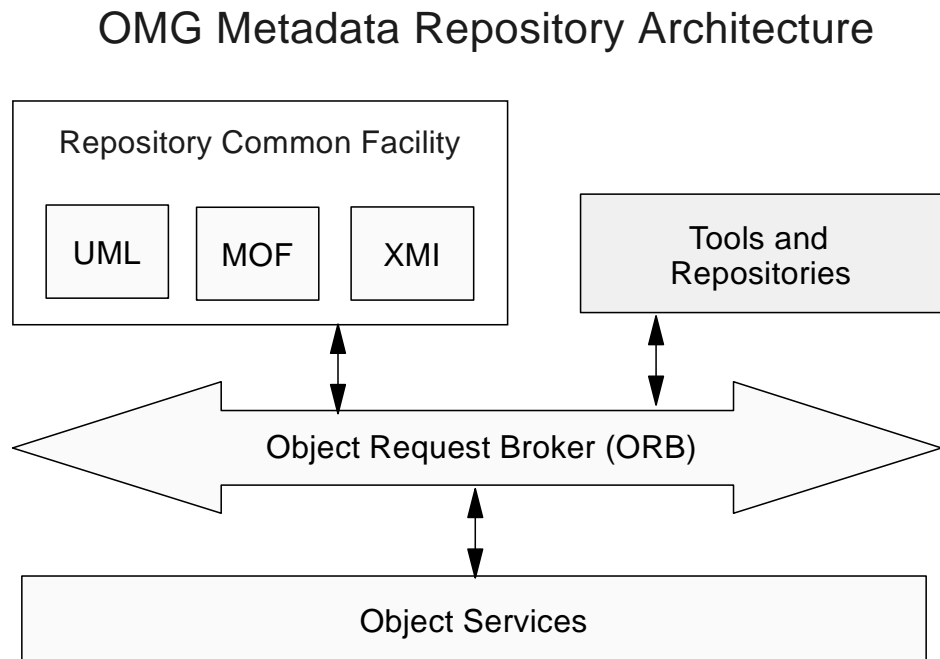 OMG Metadata Repository Architecture
Repository Common Facility
UML
MOF
XMI
Tools and
Repositories
Object Request Broker (ORB)
Object Services